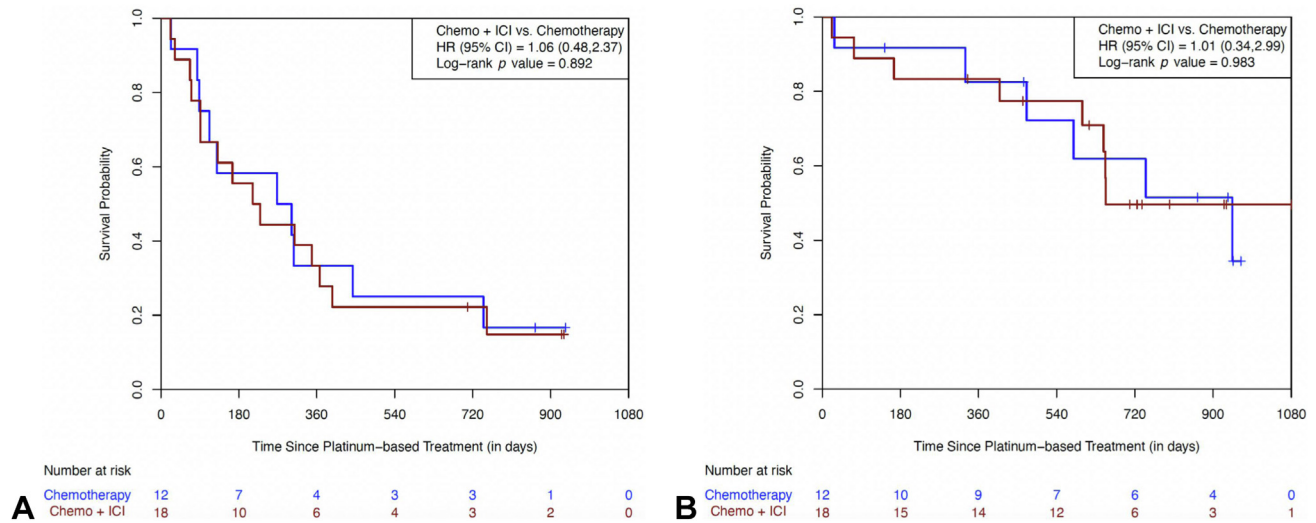 Chemo + ICI vs. Chemotherapy
HR (95% CI) = 1.06 (0.48,2.37)
Log-rank p value = 0.892
Survival Probability
1.0
0.8
0.6
0.4
0.2
0.0
0 180 360 540 720 900 1080
Time Since Platinum-based Treatment (in days)
Number at risk
Chemotherapy 12 7 4 3 3 1 0
Chemo + ICI 18 10 6 4 3 2 0
A
Chemo + ICI vs. Chemotherapy
HR (95% CI) = 1.01 (0.34,2.99)
Log-rank p value = 0.983
Survival Probability
1.0
0.8
0.6
0.4
0.2
0.0
0 180 360 540 720 900 1080
Time Since Platinum-based Treatment (in days)
Number at risk
Chemotherapy 12 10 9 7 6 4 0
Chemo + ICI 18 15 14 12 6 3 1
B